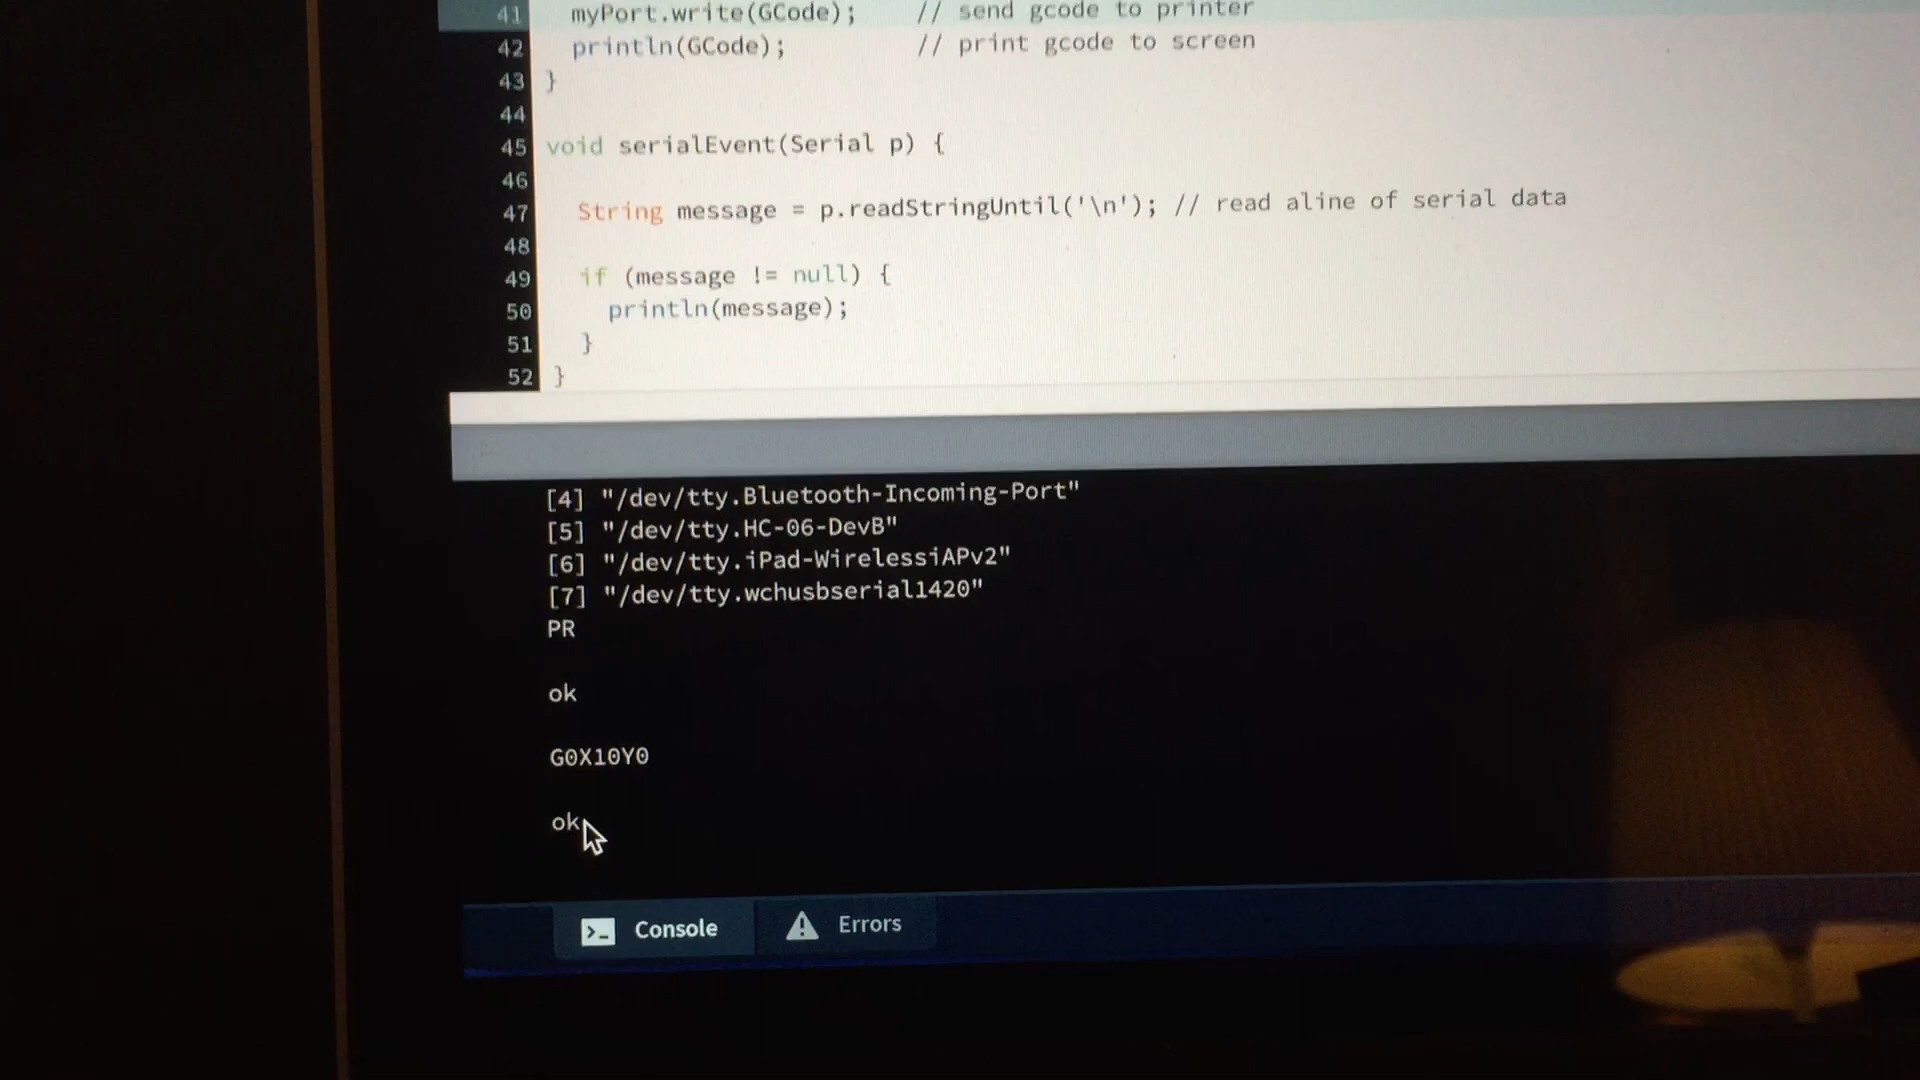 41 myPort.write(GCode); // send gcode to printer
42 println(GCode); // print gcode to screen
43 }
44
45 void serialEvent(Serial p) {
46
47 String message = p.readStringUntil('\n'); // read aline of serial data
48
49 if (message != null) {
50 println(message);
51 }
52 }
[4] "/dev/tty.Bluetooth-Incoming-Port"
[5] "/dev/tty.HC-06-DevB"
[6] "/dev/tty.iPad-WirelessiAPv2"
[7] "/dev/tty.wchusbserial1420"
PR
ok
G0X10Y0
ok
>_ Console Errors